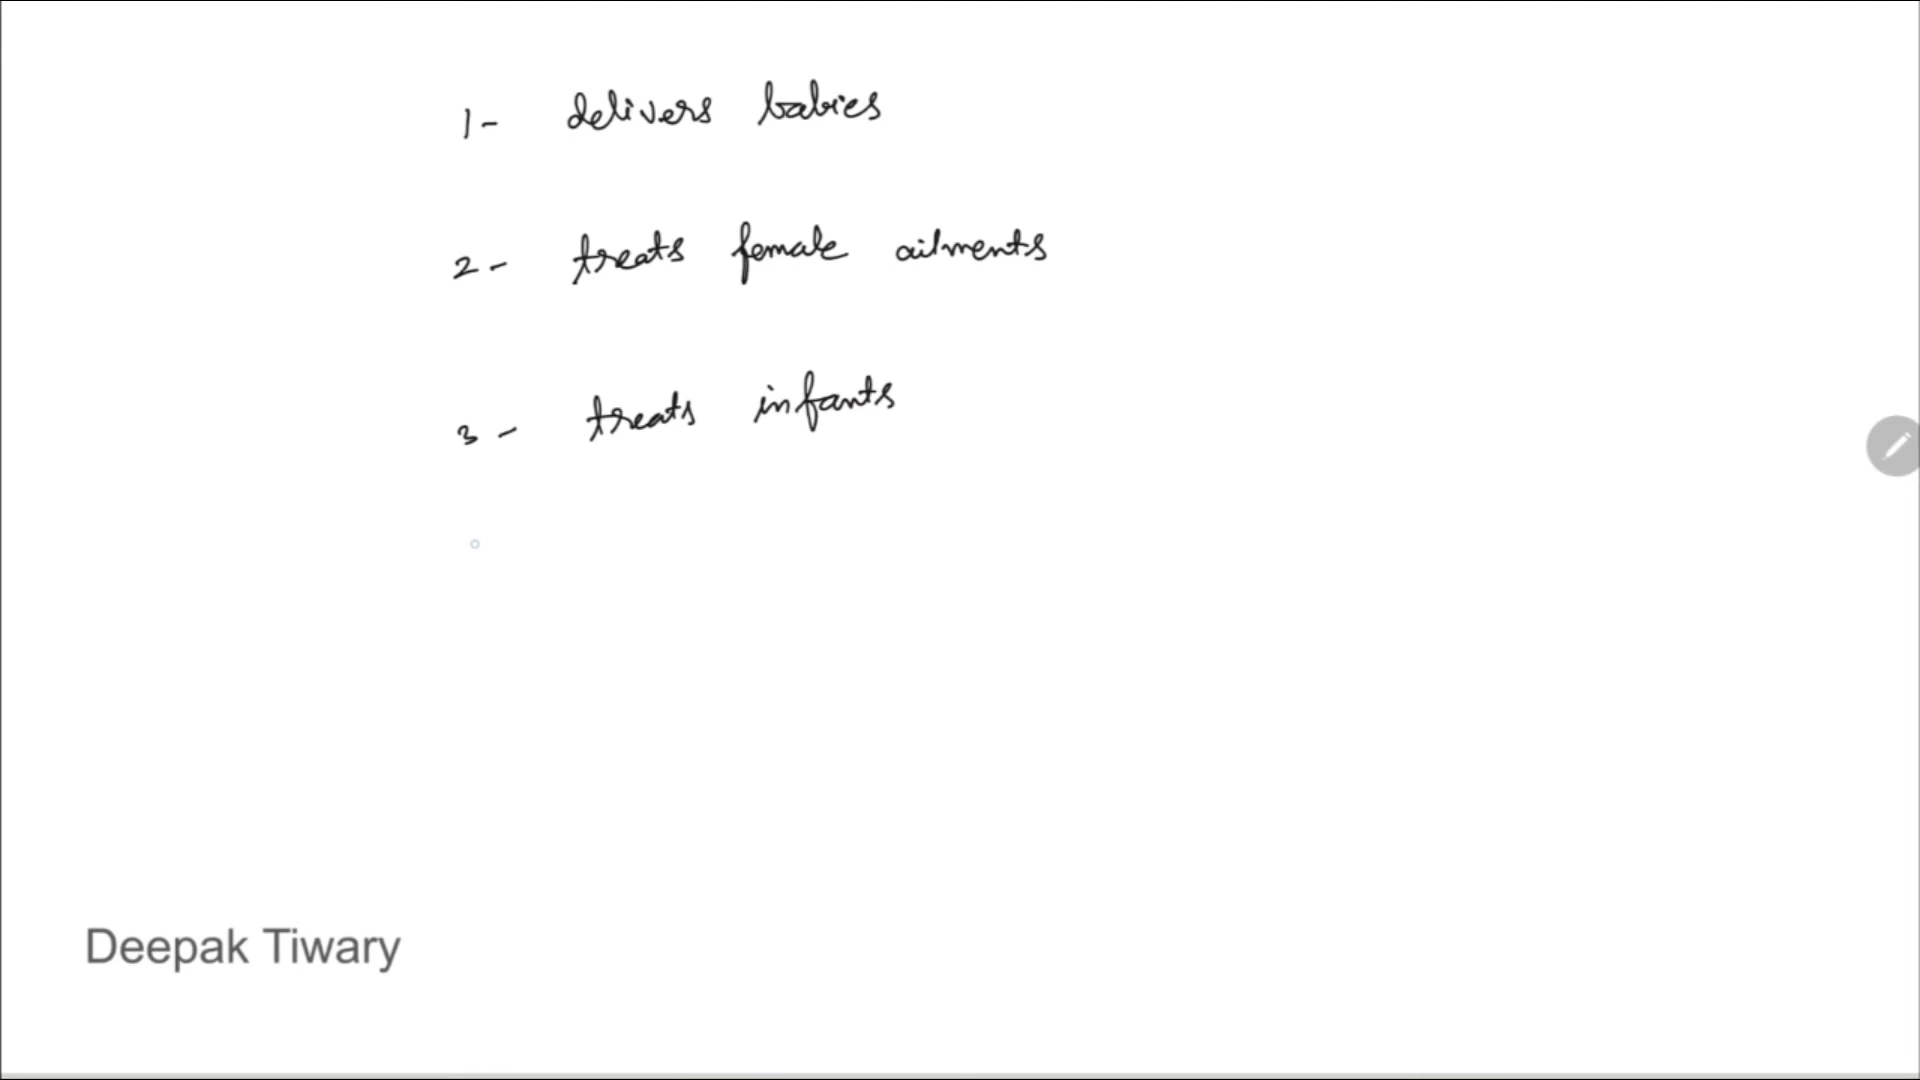 1- delivers babies
2- treats female ailments
3- treats infants
Deepak Tiwary